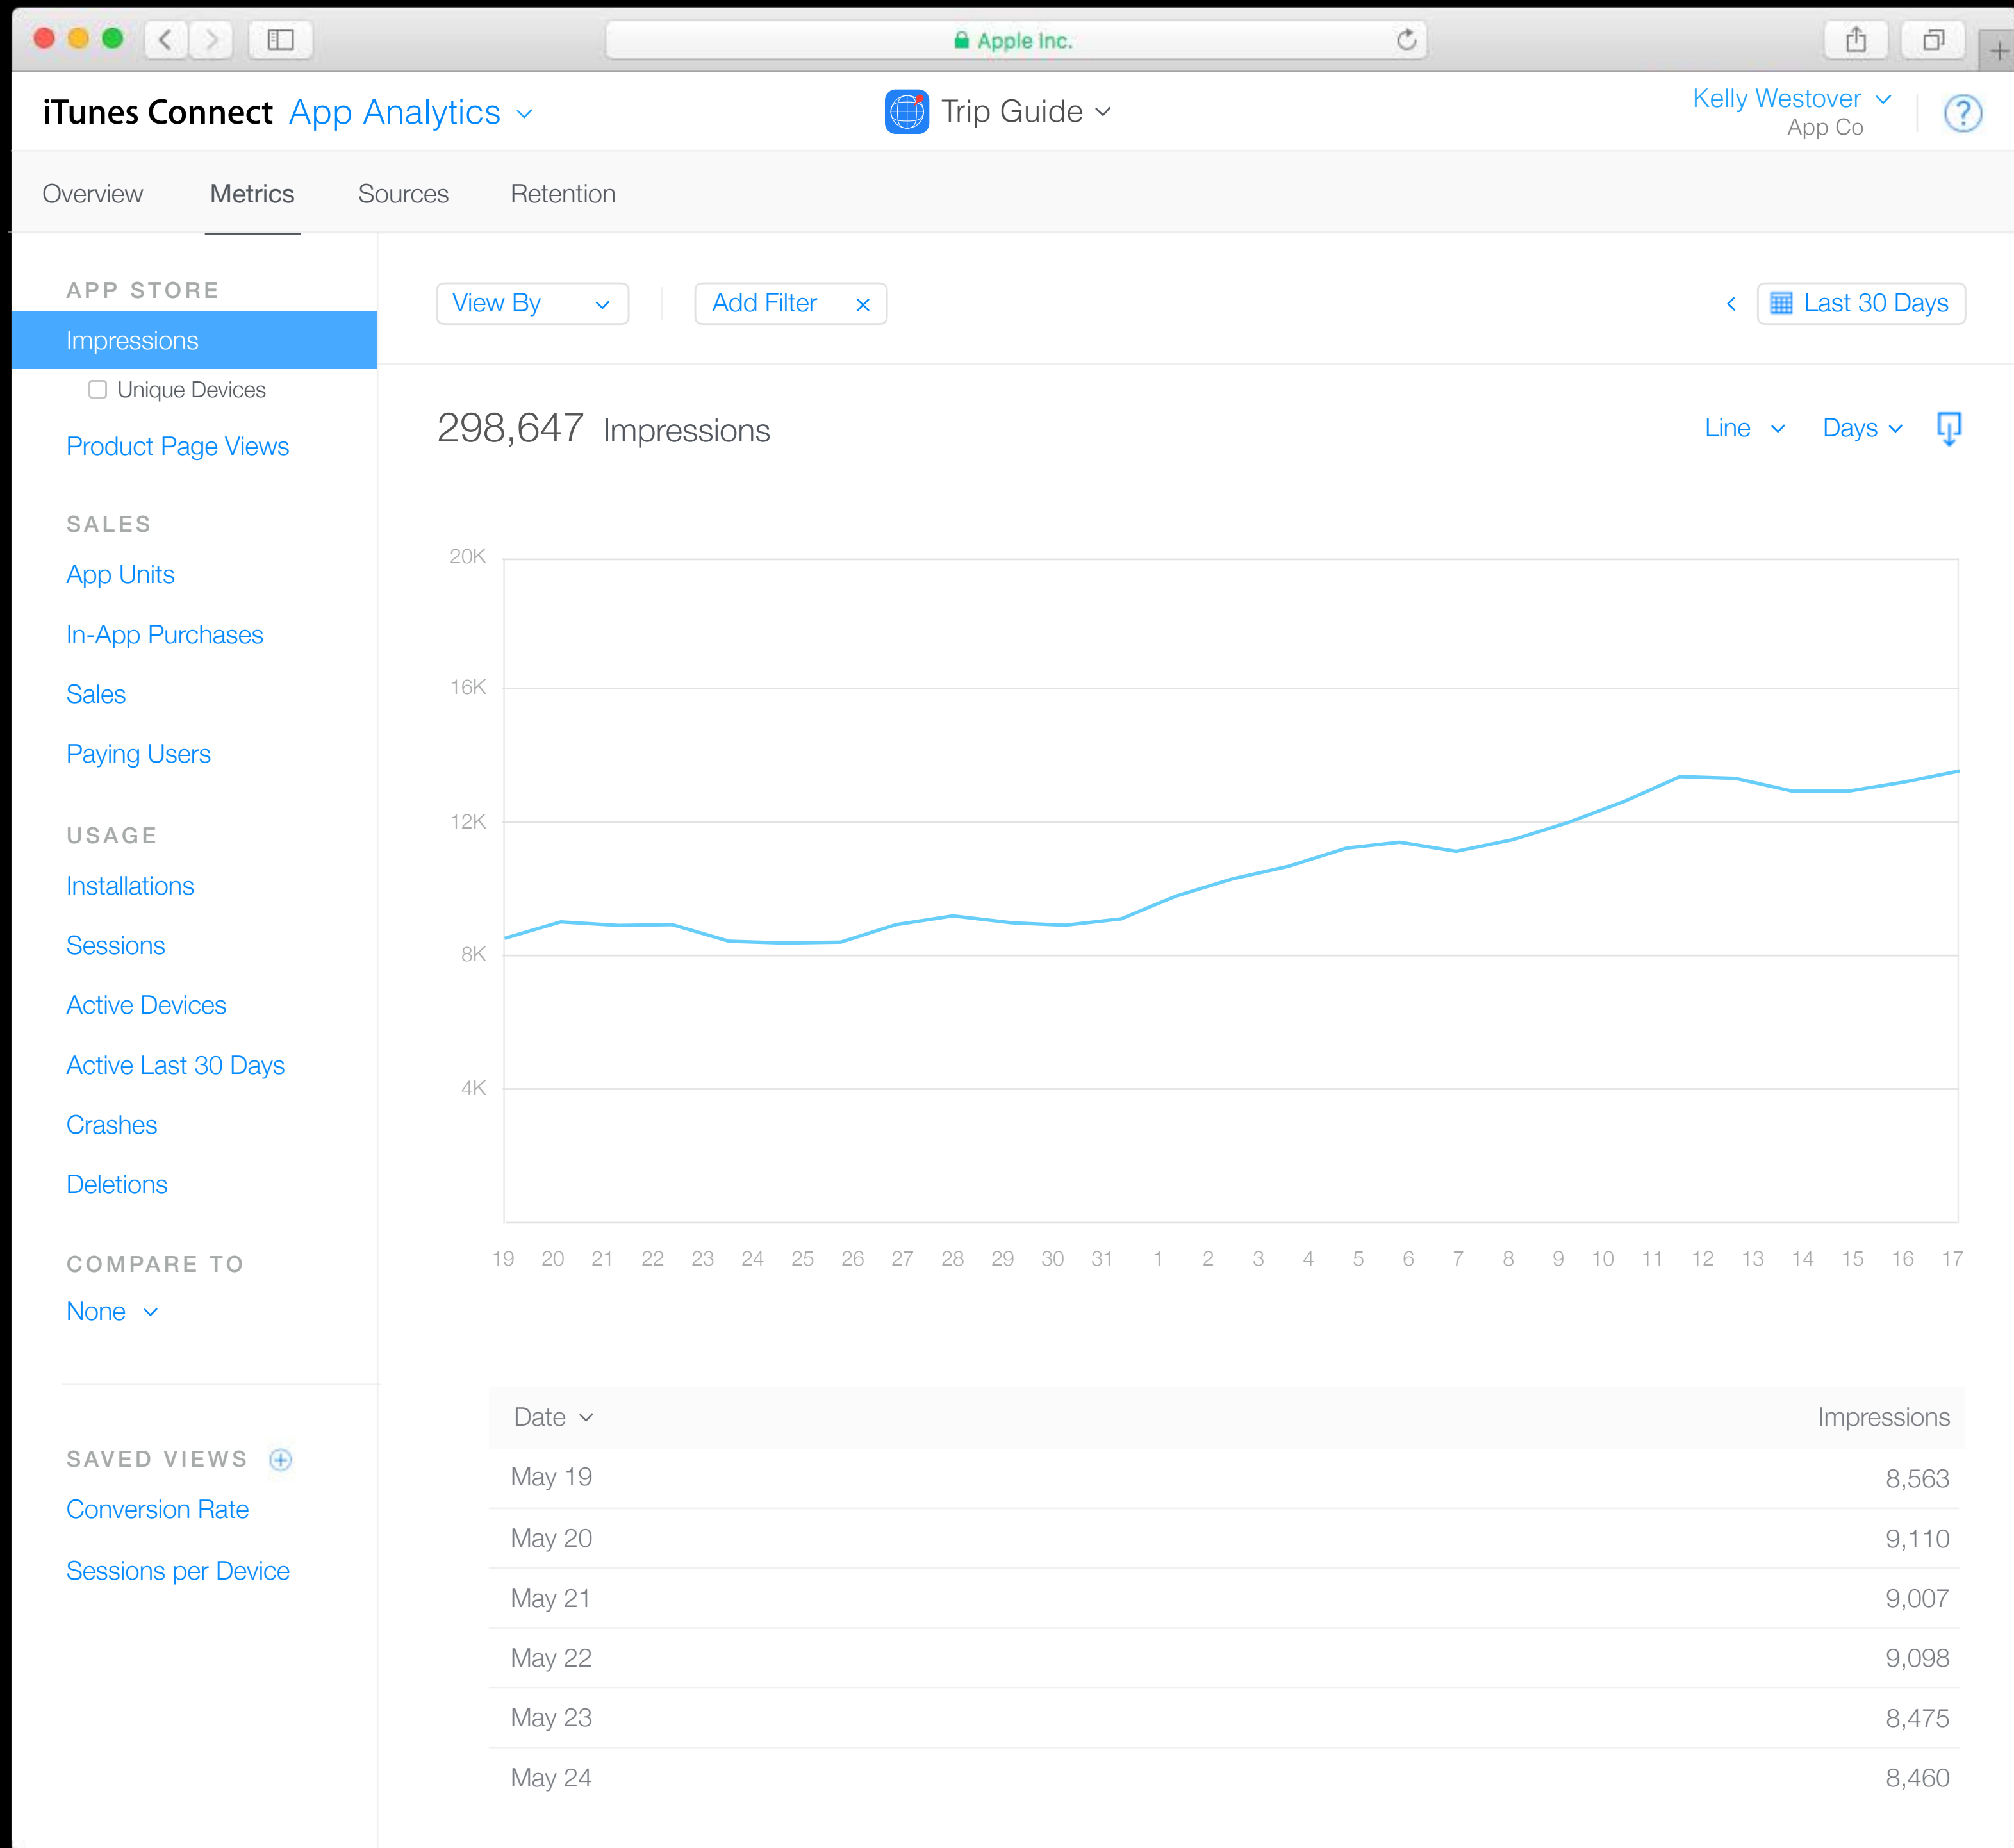 Apple Inc.
iTunes Connect App Analytics
Trip Guide
Kelly Westover
App Co
?
Overview Metrics Sources Retention
APP STORE
Impressions
Unique Devices
Product Page Views
SALES
App Units
In-App Purchases
Sales
Paying Users
USAGE
Installations
Sessions
Active Devices
Active Last 30 Days
Crashes
Deletions
COMPARE TO
None
SAVED VIEWS
Conversion Rate
Sessions per Device
View By Add Filter × Last 30 Days
298,647 Impressions Line Days
20K
16K
12K
8K
4K
19 20 21 22 23 24 25 26 27 28 29 30 31 1 2 3 4 5 6 7 8 9 10 11 12 13 14 15 16 17
Date Impressions
May 19 8,563
May 20 9,110
May 21 9,007
May 22 9,098
May 23 8,475
May 24 8,460